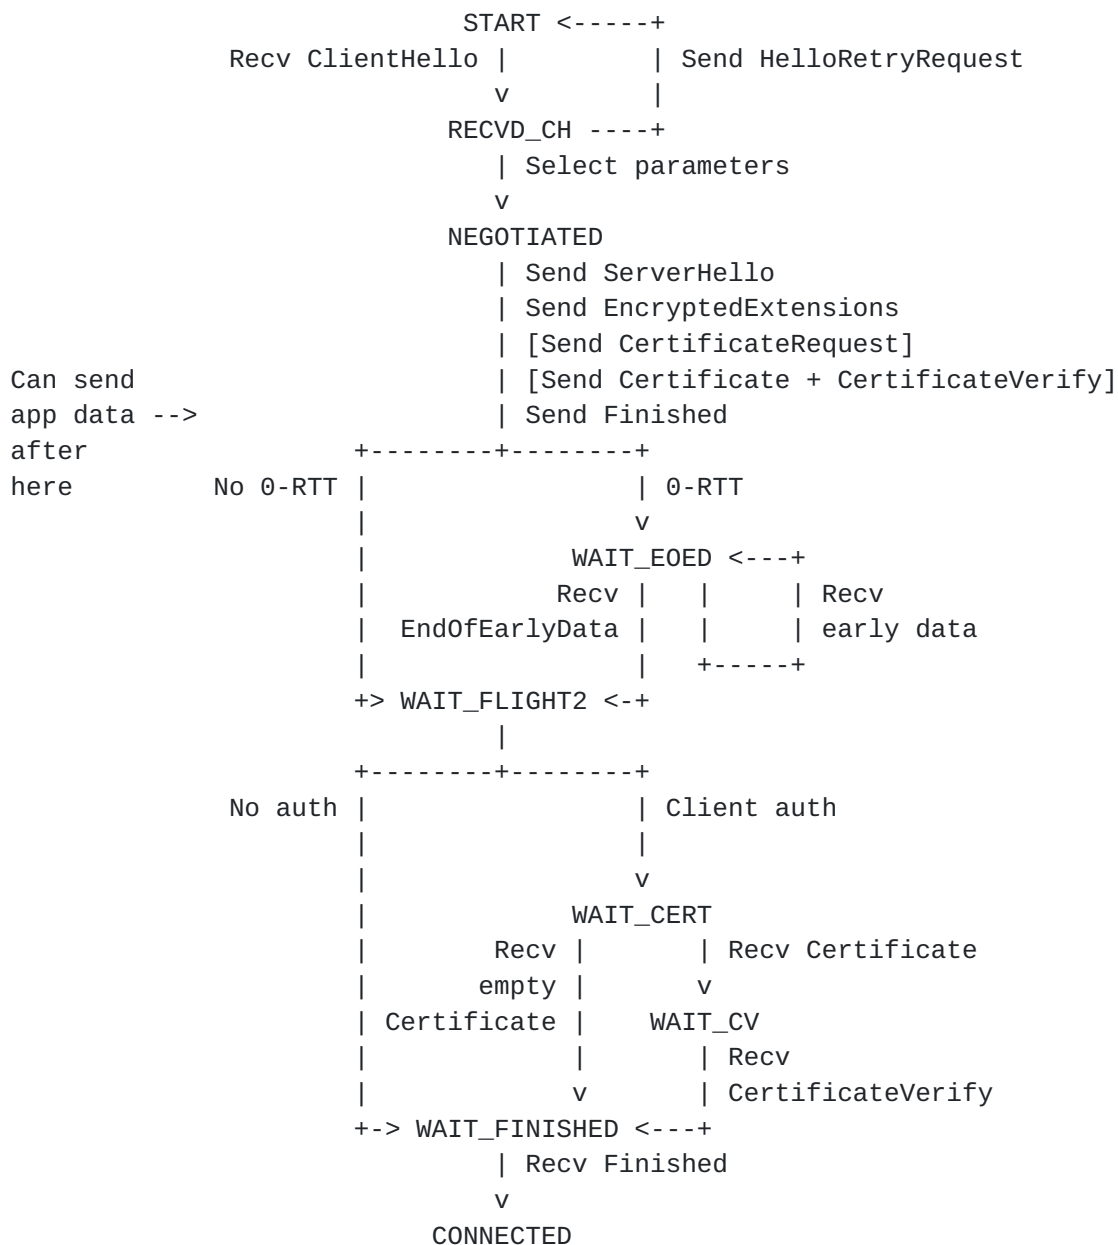 START <-----+
              Recv ClientHello |         | Send HelloRetryRequest
                               v         |
                            RECVD_CH ----+
                               | Select parameters
                               v
                            NEGOTIATED
                               | Send ServerHello
                               | Send EncryptedExtensions
                               | [Send CertificateRequest]
Can send                       | [Send Certificate + CertificateVerify]
app data -->                   | Send Finished
after                 +--------+--------+
here         No 0-RTT |                 | 0-RTT
                      |                 v
                      |             WAIT_EOED <---+
                      |            Recv |   |     | Recv
                      |  EndOfEarlyData |   |     | early data
                      |                 |   +-----+
                      +> WAIT_FLIGHT2 <-+
                               |
                      +--------+--------+
              No auth |                 | Client auth
                      |                 |
                      |                 v
                      |             WAIT_CERT
                      |        Recv |       | Recv Certificate
                      |       empty |       v
                      | Certificate |    WAIT_CV
                      |             |       | Recv
                      |             v       | CertificateVerify
                      +-> WAIT_FINISHED <---+
                               | Recv Finished
                               v
                           CONNECTED